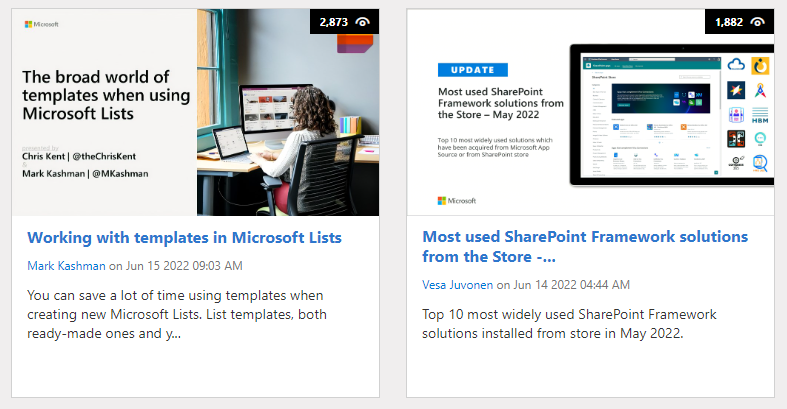 Microsoft
2,873
The broad world of
templates when using
Microsoft Lists
presented by
Chris Kent | @theChrisKent
&
Mark Kashman | @MKashman
Working with templates in Microsoft Lists
Mark Kashman on Jun 15 2022 09:03 AM
You can save a lot of time using templates when
creating new Microsoft Lists. List templates, both
ready-made ones and y...
1,882
UPDATE
Most used SharePoint
Framework solutions from
the Store – May 2022
Top 10 most widely used solutions which
have been acquired from Microsoft App
Source or from SharePoint store
Microsoft
HBM
Most used SharePoint Framework solutions
from the Store -...
Vesa Juvonen on Jun 14 2022 04:44 AM
Top 10 most widely used SharePoint Framework
solutions installed from store in May 2022.